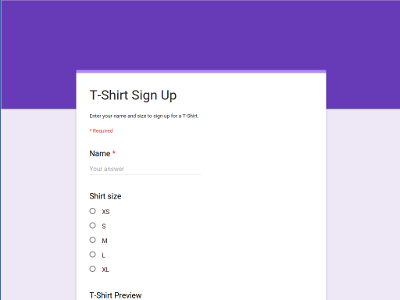 T-Shirt Sign Up
Enter your name and size to sign up for a T-Shirt.
* Required
Name *
Your answer
Shirt size
XS
S
M
L
XL
T-Shirt Preview